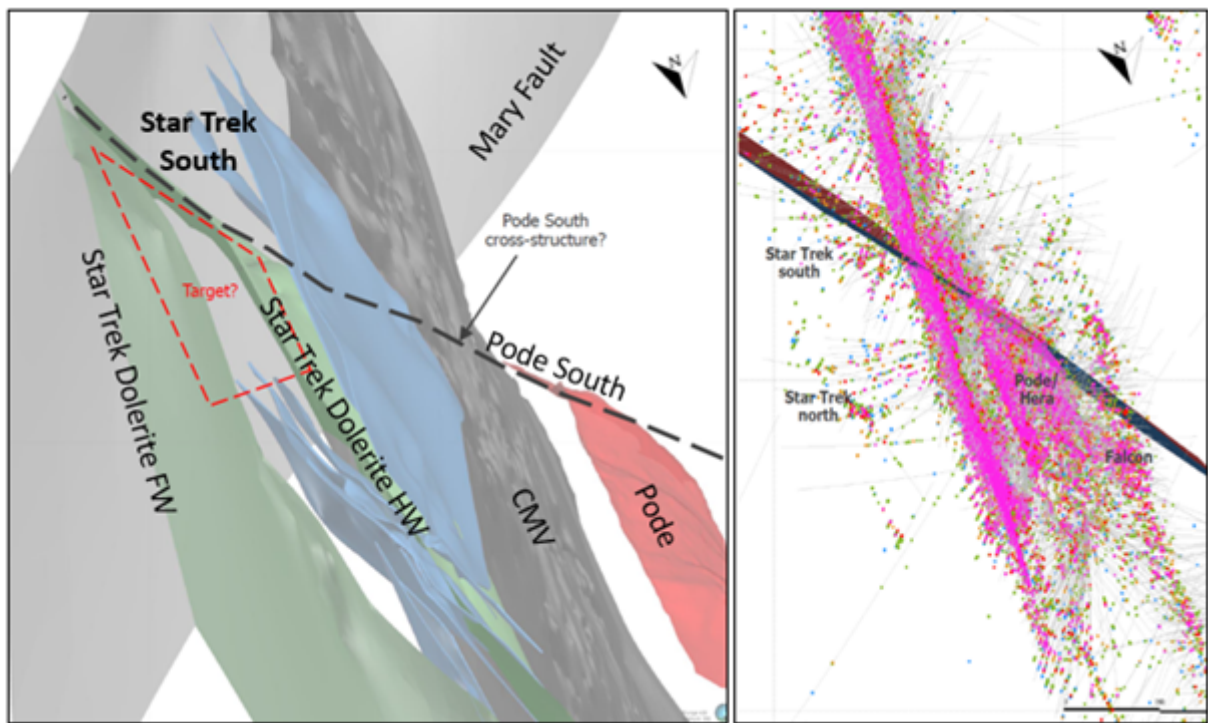 Star Trek
South
Mary Fault
Pode South
cross-structure?
Target?
Star Trek Dolerite FW
Star Trek Dolerite HW
Pode South
CMV
Pode
N
Star Trek
south
Star Trek
north
Pode/
Hera
Falcon
N